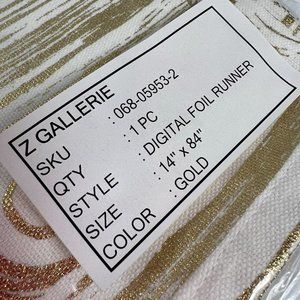 Z GALLERIE
SKU : 068-05953-2
QTY : 1 PC
STYLE : DIGITAL FOIL RUNNER
SIZE : 14" x 84"
COLOR : GOLD